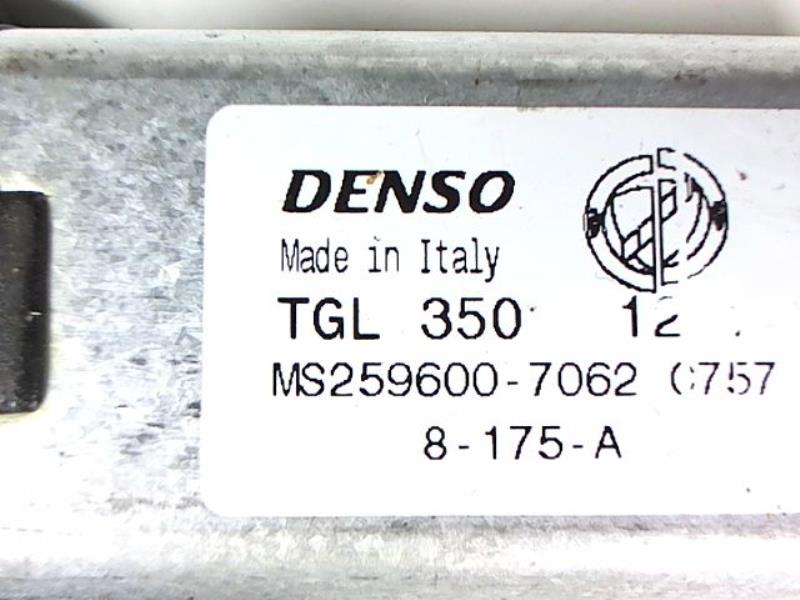 DENSO
Made in Italy
TGL 350 12
MS259600-7062 C757
8-175-A